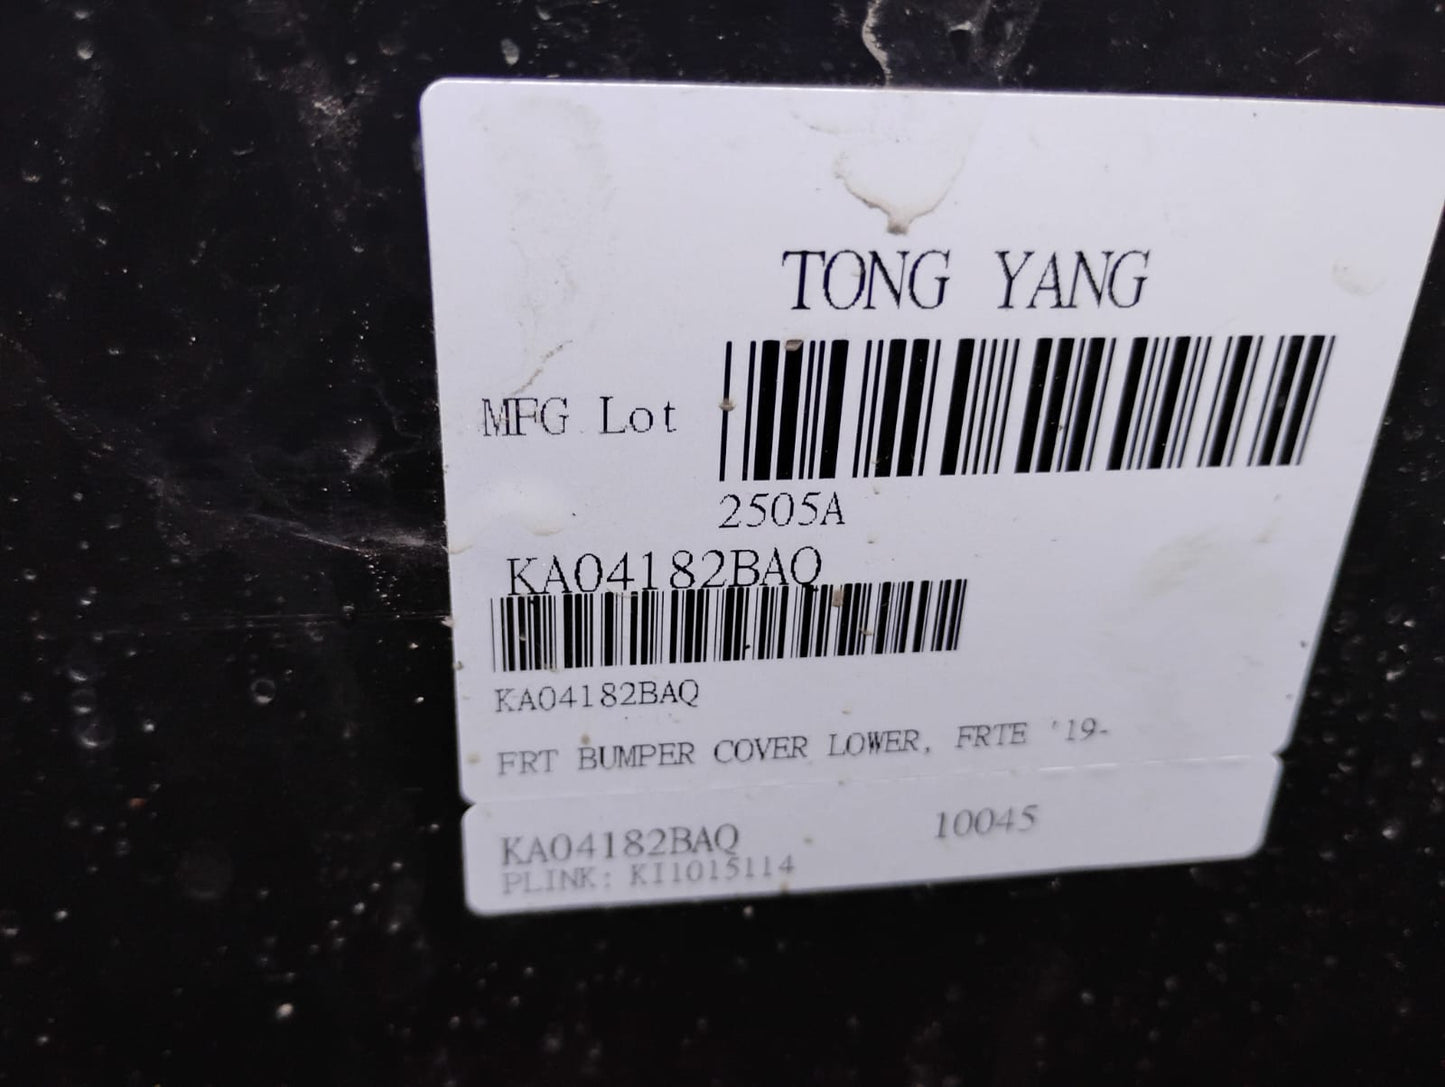 TONG YANG
MFG Lot
2505A
KA04182BAQ
KA04182BAQ
FRT BUMPER COVER LOWER, FRTE '19-
KA04182BAQ 10045
PLINK: KI1015114